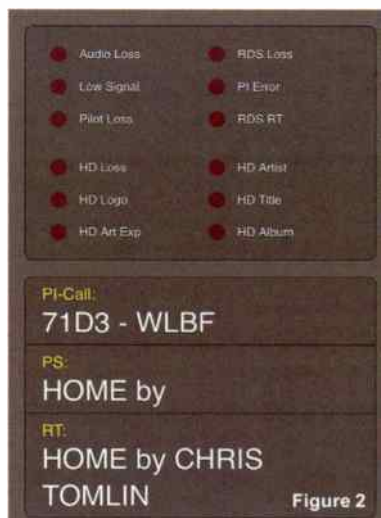 Audio Loss
RDS Loss
Low Signal
PI Error
Pilot Loss
RDS RT
HD Loss
HD Artist
HD Logo
HD Title
HD Art Exp
HD Album
PI-Call:
71D3 - WLBF
PS:
HOME by
RT:
HOME by CHRIS
TOMLIN
Figure 2